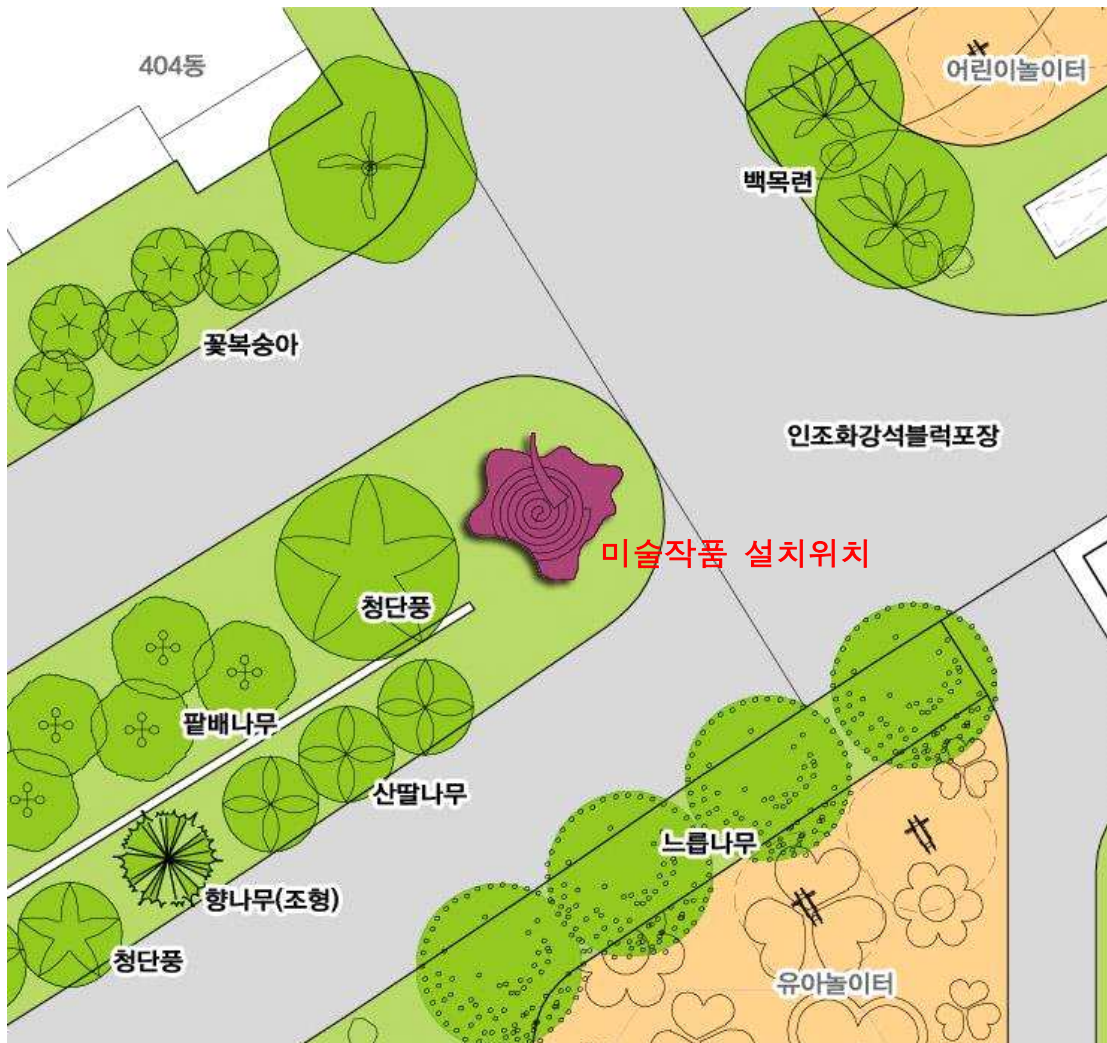 404동
어린이놀이터
백목련
꽃복숭아
인조화강석블럭포장
미술작품 설치위치
청단풍
팥배나무
산딸나무
느릅나무
향나무(조형)
청단풍
유아놀이터